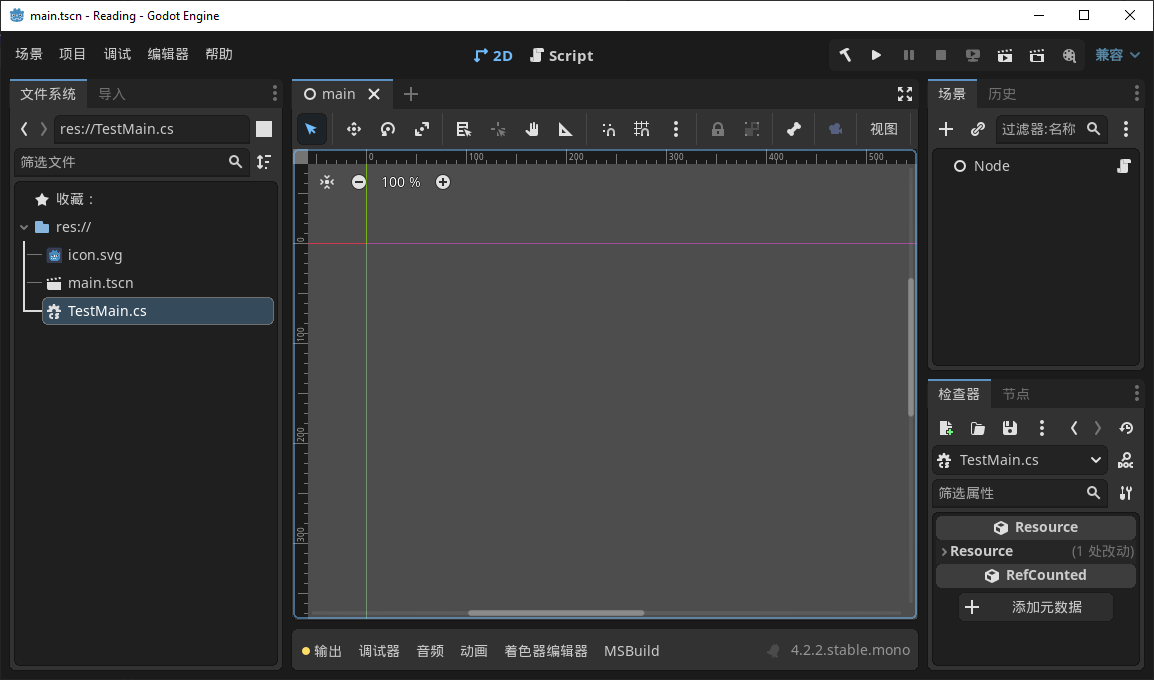 main.tscn - Reading - Godot Engine
场景 项目 调试 编辑器 帮助
2D Script
兼容
文件系统 导入
res://TestMain.cs
筛选文件
收藏：
res://
icon.svg
main.tscn
TestMain.cs
main
视图
0 100 200 300 400 500
100 %
0
100
200
300
输出 调试器 音频 动画 着色器编辑器 MSBuild
4.2.2.stable.mono
场景 历史
过滤器:名称
Node
检查器 节点
TestMain.cs
DOC
筛选属性
Resource
Resource (1 处改动)
RefCounted
添加元数据